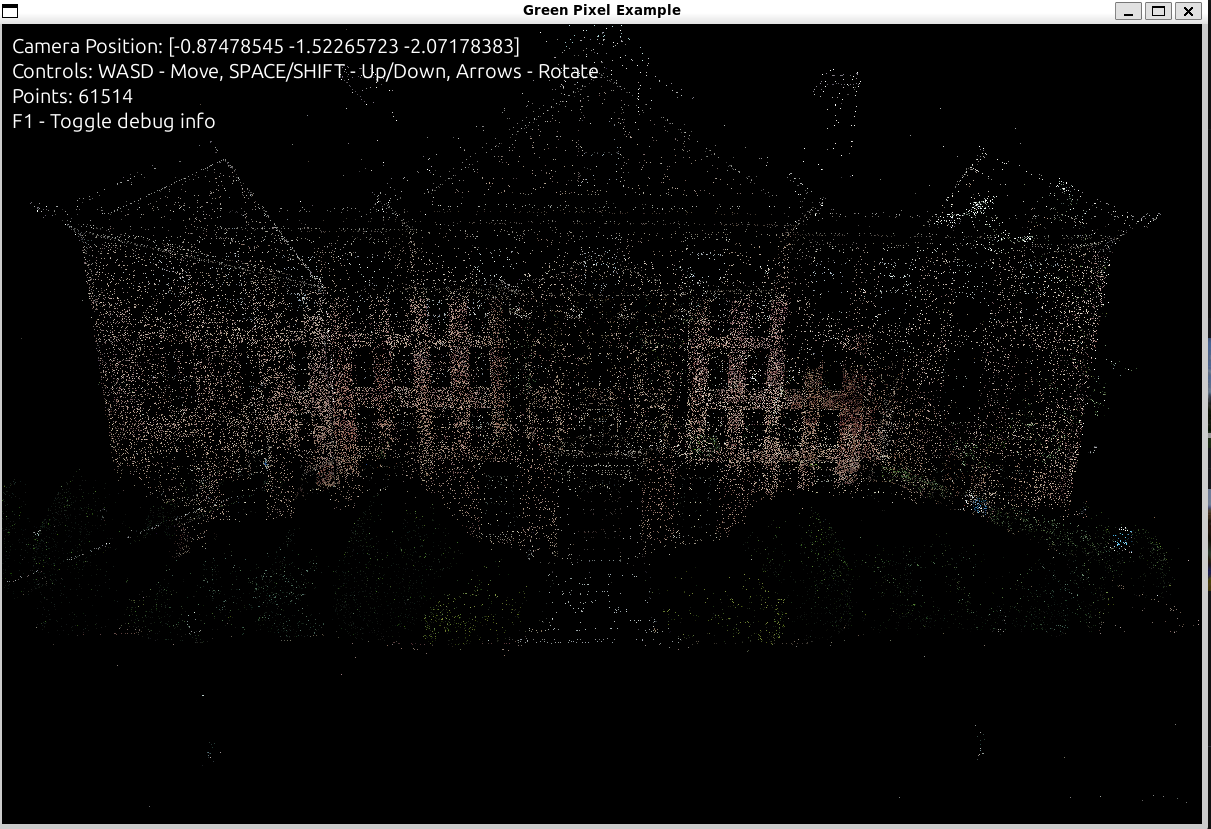 Green Pixel Example
Camera Position: [-0.87478545 -1.52265723 -2.07178383]
Controls: WASD - Move, SPACE/SHIFT - Up/Down, Arrows - Rotate
Points: 61514
F1 - Toggle debug info